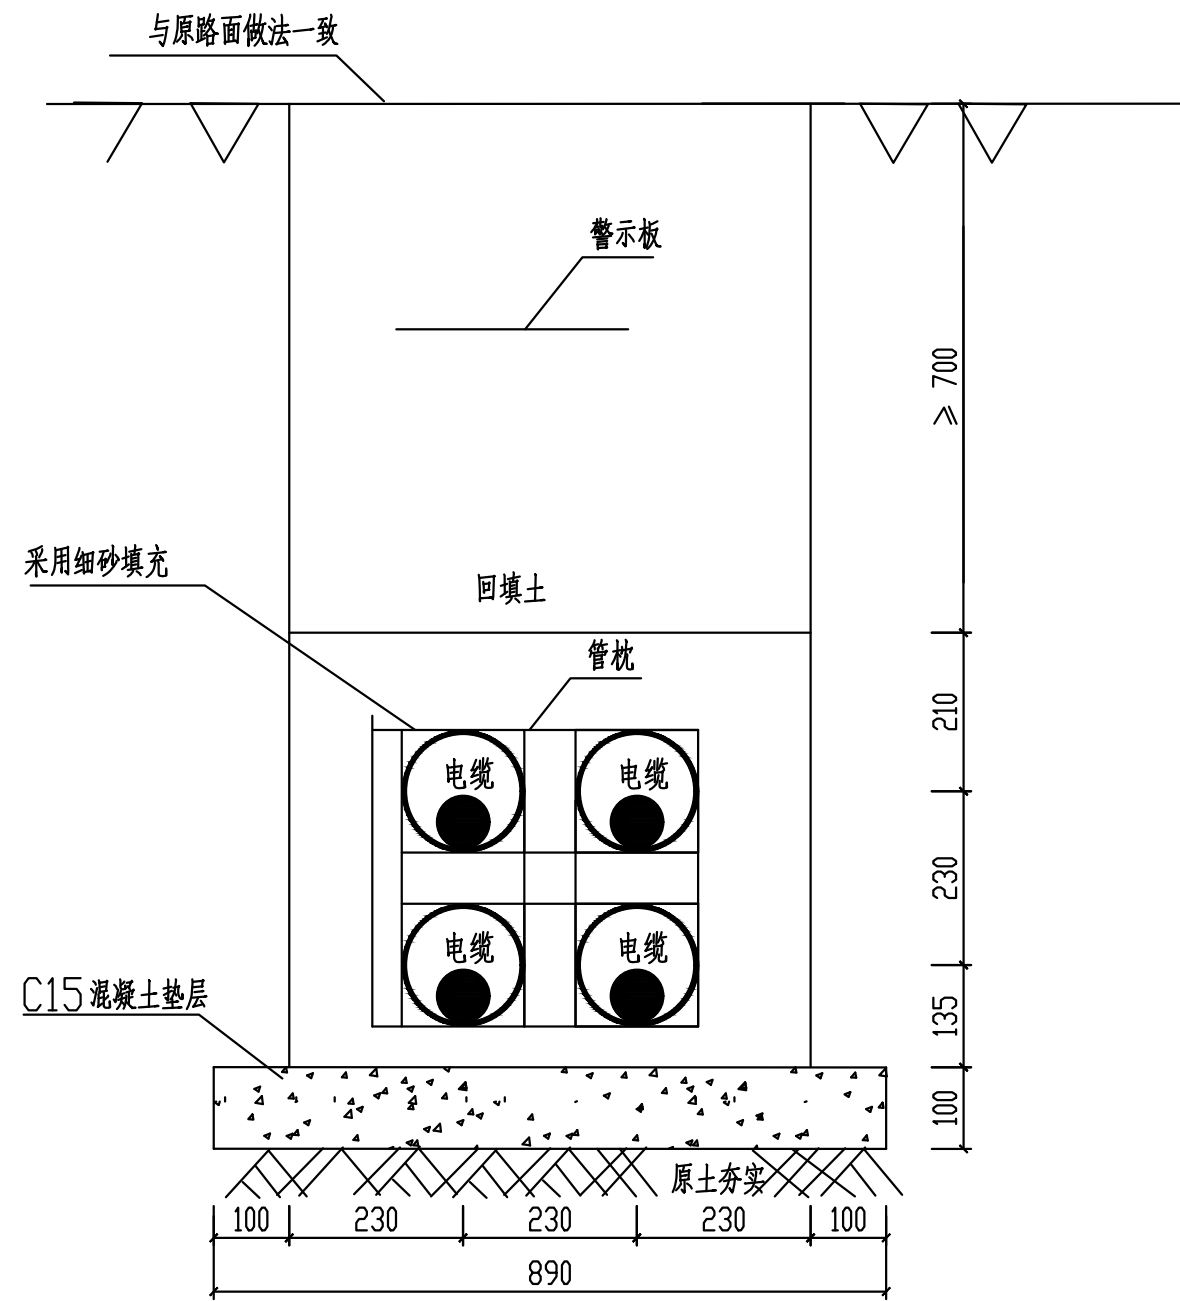 与原路面做法一致
警示板
≥ 700
采用细砂填充
回填土
管枕
210
电缆
电缆
230
电缆
电缆
C15混凝土垫层
135
100
原土夯实
100
230
230
230
100
890